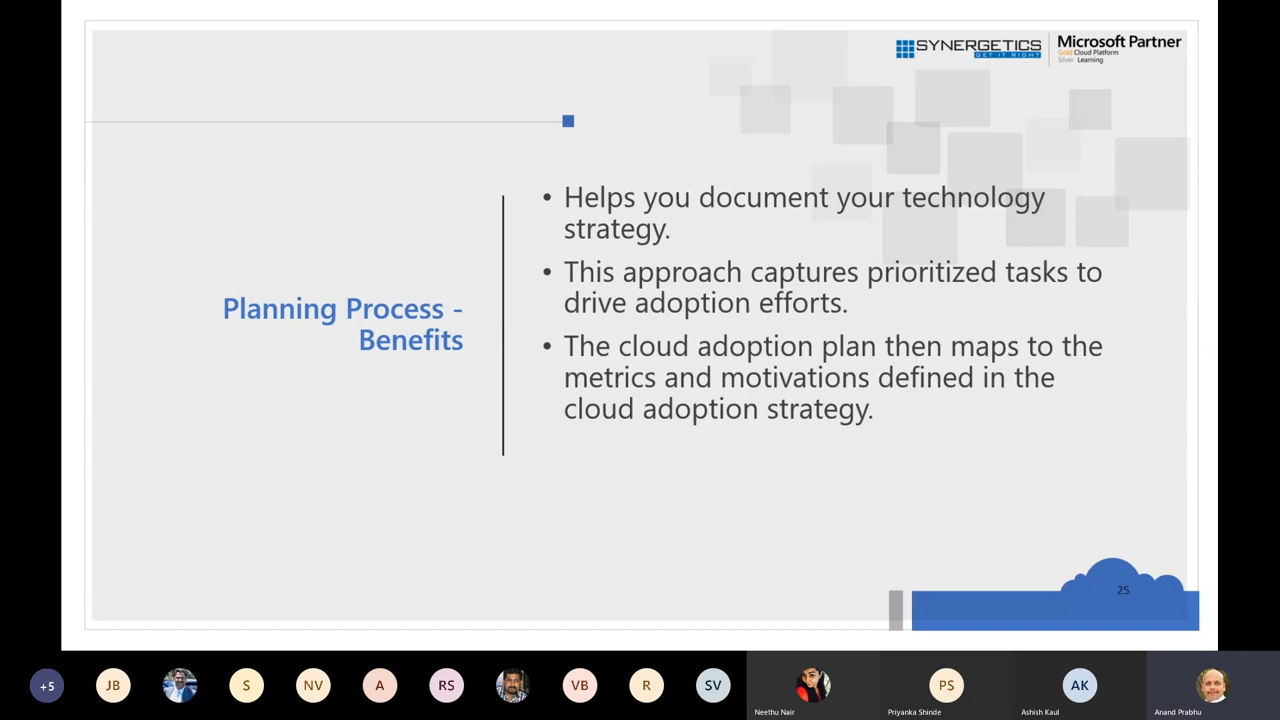 SYNERGETICS
GET IT RIGHT
Microsoft Partner
Gold Cloud Platform
Silver Learning
Planning Process -
Benefits
• Helps you document your technology
strategy.
• This approach captures prioritized tasks to
drive adoption efforts.
• The cloud adoption plan then maps to the
metrics and motivations defined in the
cloud adoption strategy.
25
+5
JB
S
NV
A
RS
VB
R
SV
PS
AK
Neethu Nair
Priyanka Shinde
Ashish Kaul
Anand Prabhu